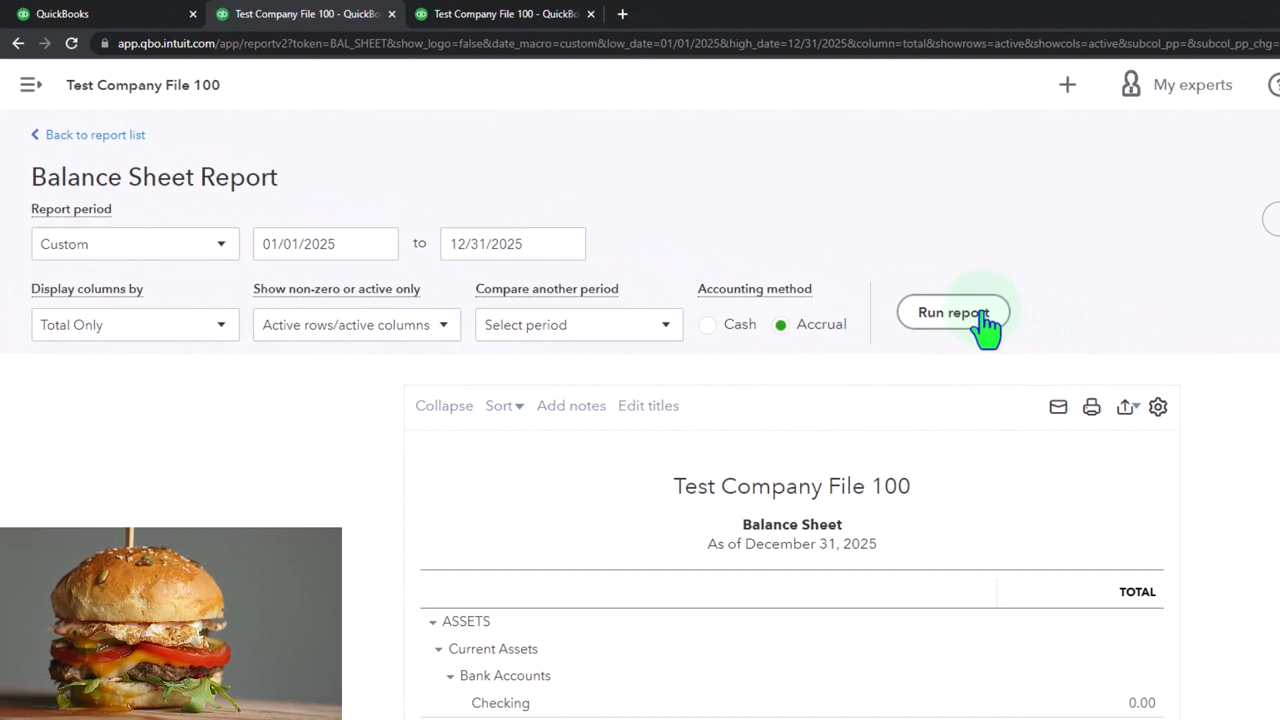 QuickBooks
Test Company File 100 - QuickBo
Test Company File 100 - QuickBo
app.qbo.intuit.com/app/reportv2?token=BAL_SHEET&show_logo=false&date_macro=custom&low_date=01/01/2025&high_date=12/31/2025&column=total&showrows=active&showcols=active&subcol_pp=&subcol_pp_chg=
Test Company File 100
My experts
Back to report list
Balance Sheet Report
Report period
Custom 01/01/2025 to 12/31/2025
Display columns by Show non-zero or active only Compare another period Accounting method
Total Only Active rows/active columns Select period Cash Accrual
Run report
Collapse Sort Add notes Edit titles
Test Company File 100
Balance Sheet
As of December 31, 2025
TOTAL
ASSETS
Current Assets
Bank Accounts
Checking 0.00